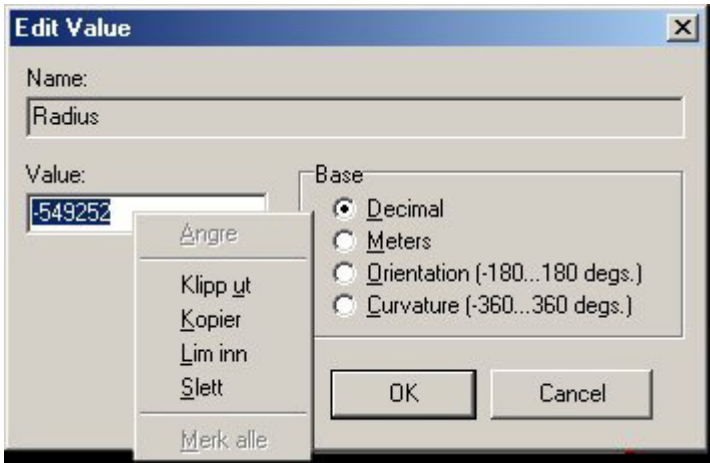 Edit Value
Name:
Radius
Value:
-549252
Base
Decimal
Meters
Orientation (-180...180 degs.)
Curvature (-360...360 degs.)
Angre
Klipp ut
Kopier
Lim inn
Slett
Merk alle
OK
Cancel